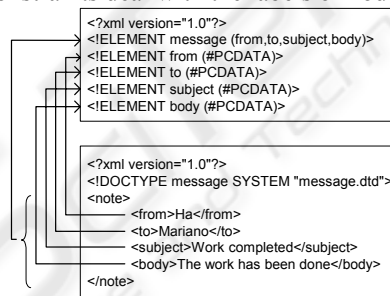 <?xml version="1.0"?>
<!ELEMENT message (from,to,subject,body)>
<!ELEMENT from (#PCDATA)>
<!ELEMENT to (#PCDATA)>
<!ELEMENT subject (#PCDATA)>
<!ELEMENT body (#PCDATA)>
<?xml version="1.0"?>
<!DOCTYPE message SYSTEM "message.dtd">
<note>
<from>Ha</from>
<to>Mariano</to>
<subject>Work completed</subject>
<body>The work has been done</body>
</note>